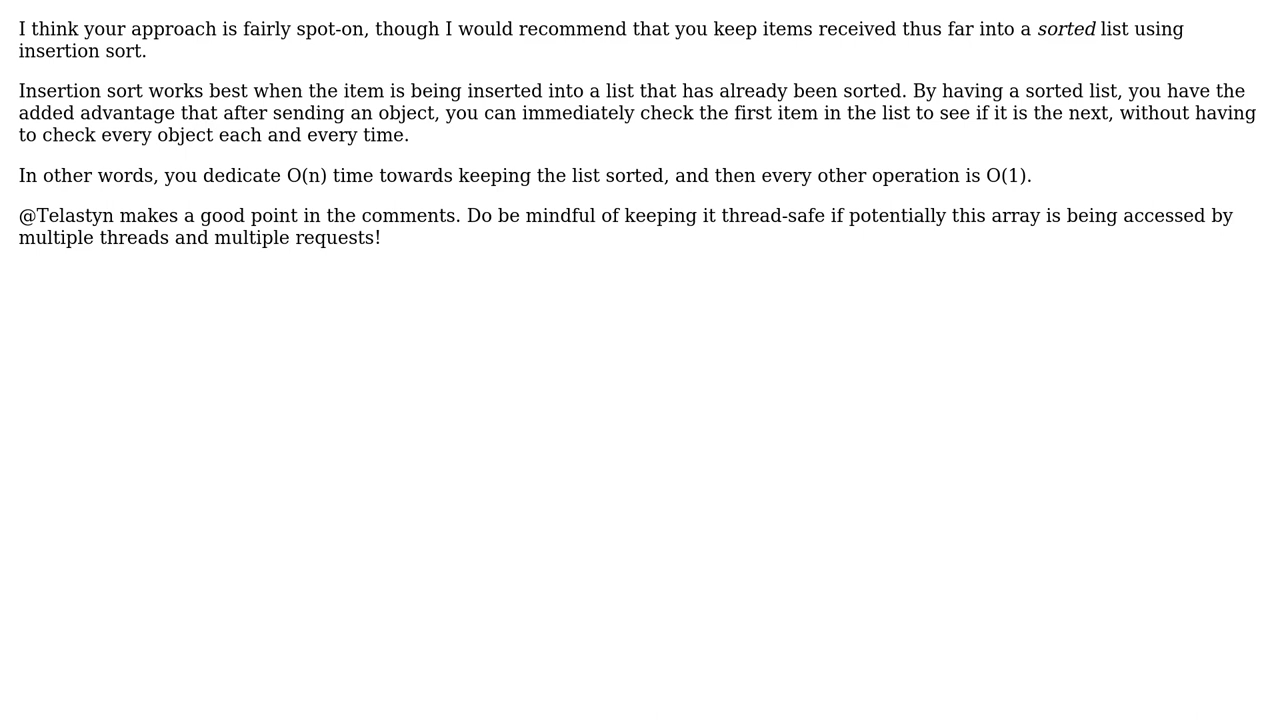 I think your approach is fairly spot-on, though I would recommend that you keep items received thus far into a sorted list using
insertion sort.
Insertion sort works best when the item is being inserted into a list that has already been sorted. By having a sorted list, you have the
added advantage that after sending an object, you can immediately check the first item in the list to see if it is the next, without having
to check every object each and every time.
In other words, you dedicate O(n) time towards keeping the list sorted, and then every other operation is O(1).
@Telastyn makes a good point in the comments. Do be mindful of keeping it thread-safe if potentially this array is being accessed by
multiple threads and multiple requests!